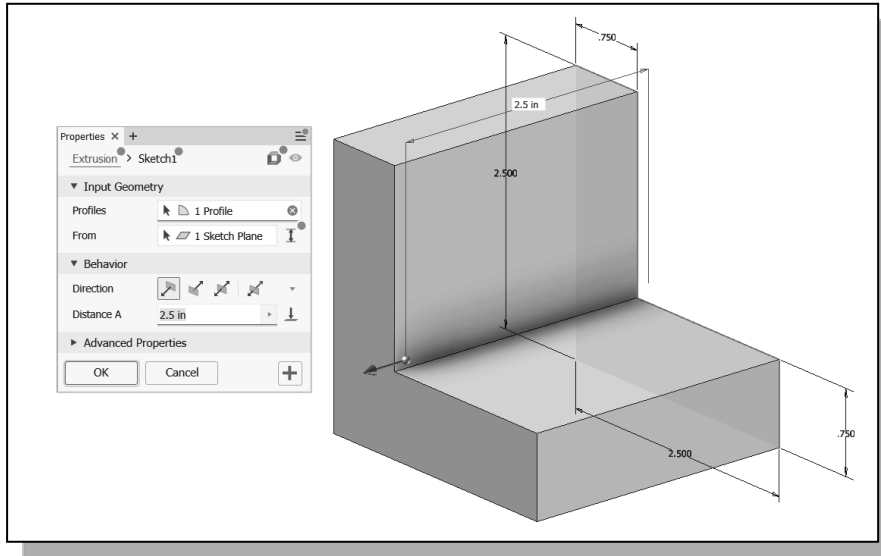 Properties × +
Extrusion > Sketch1
Input Geometry
Profiles 1 Profile
From 1 Sketch Plane
Behavior
Direction
Distance A 2.5 in
Advanced Properties
OK Cancel +
.750
2.5 in
2.500
.750
2.500